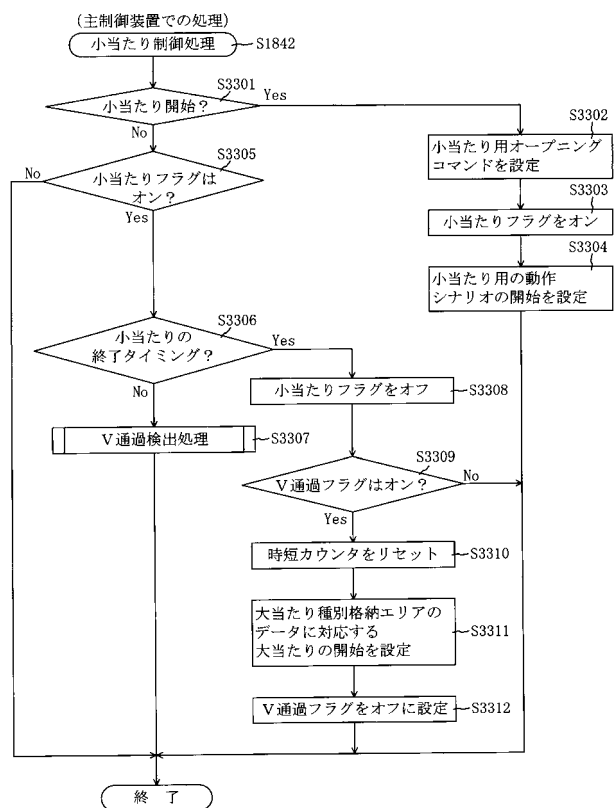 (主制御装置での処理)
小当たり制御処理
S1842
S3301
小当たり開始？
Yes
No
S3302
小当たり用オープニング
コマンドを設定
S3303
小当たりフラグをオン
S3304
小当たり用の動作
シナリオの開始を設定
S3305
No
小当たりフラグは
オン？
Yes
S3306
小当たりの
終了タイミング？
Yes
No
小当たりフラグをオフ
S3308
V通過検出処理
S3307
S3309
V通過フラグはオン？
No
Yes
時短カウンタをリセット
S3310
大当たり種別格納エリアの
データに対応する
大当たりの開始を設定
S3311
V通過フラグをオフに設定
S3312
終 了